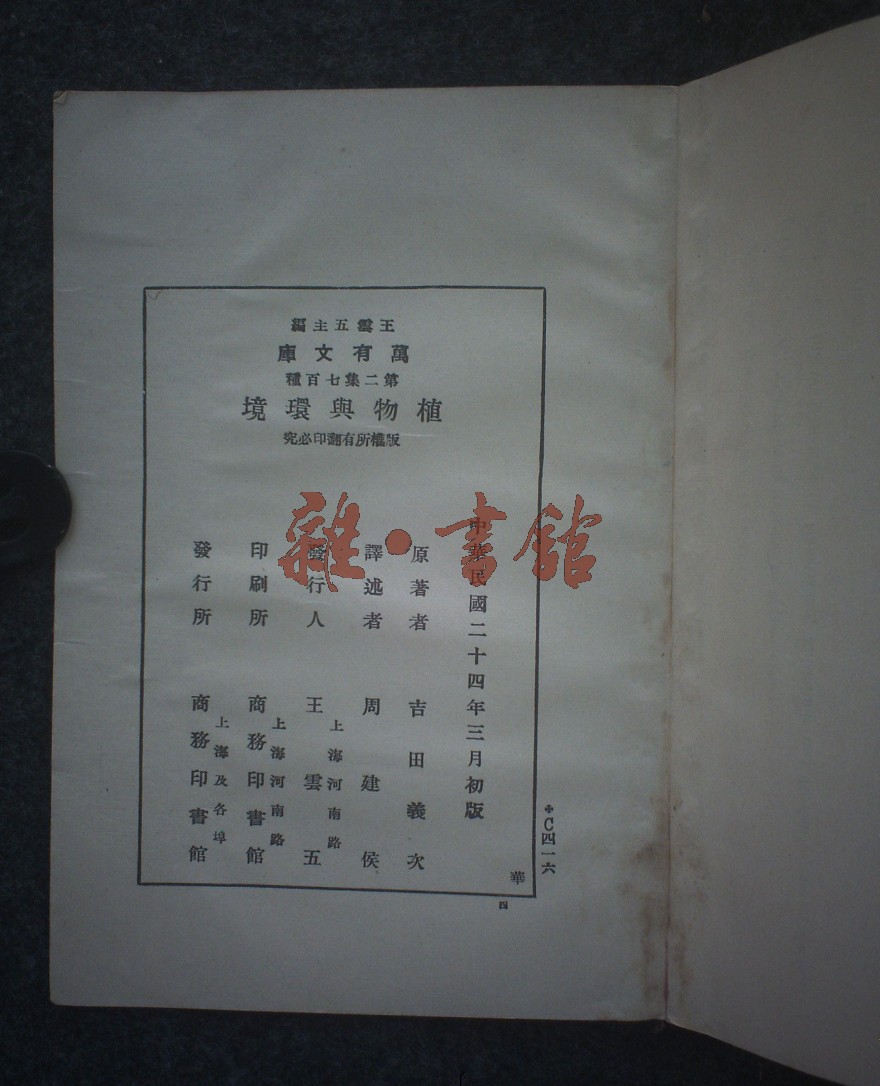 王雲五主編
萬有文庫
第二集七百種
植物與環境
版權所有翻印必究
中華民國二十四年三月初版
原著者 吉田義次
譯述者 周建侯
發行人 王雲五
上海河南路
印刷所 商務印書館
上海河南路
發行所 商務印書館
上海及各埠
C四一六
華
四
雜·書館